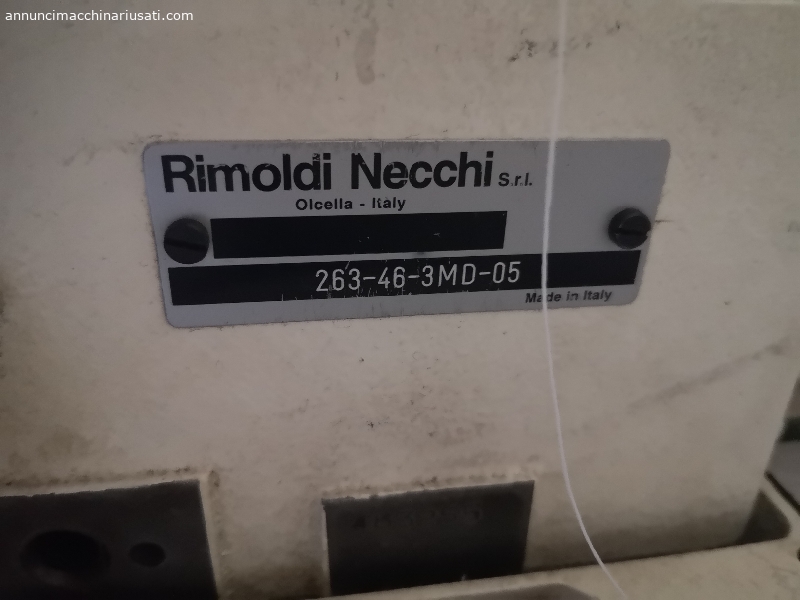 annuncimacchinariusati.com
Rimoldi Necchi S.r.l.
Olcella - Italy
263-46-3MD-05
Made in Italy